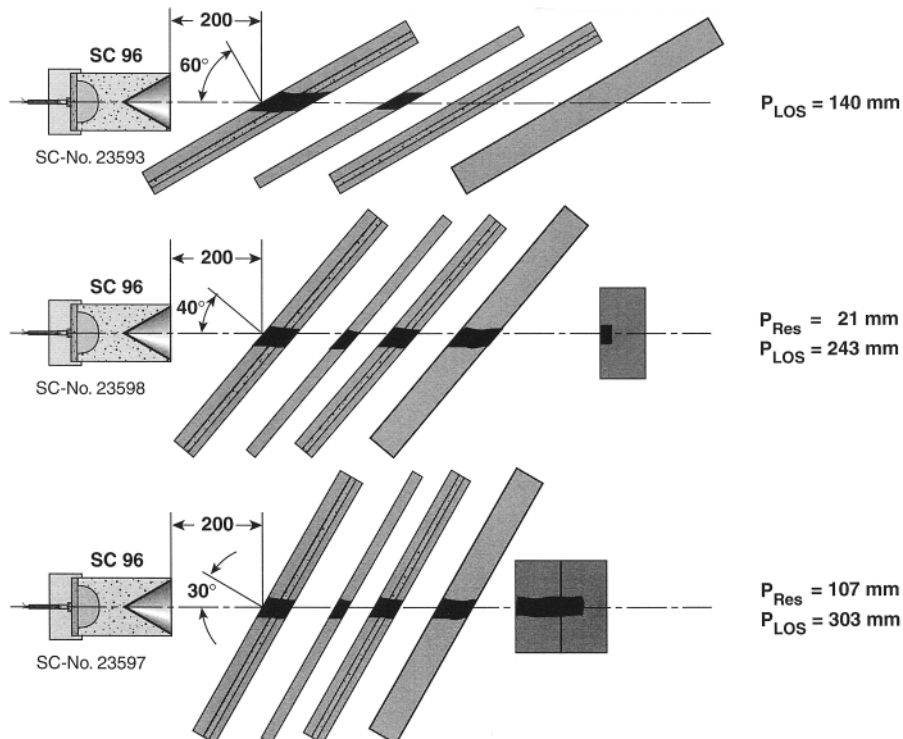 200
SC 96
60°
P_LOS = 140 mm
SC-No. 23593
200
SC 96
40°
P_Res = 21 mm
P_LOS = 243 mm
SC-No. 23598
200
SC 96
30°
P_Res = 107 mm
P_LOS = 303 mm
SC-No. 23597